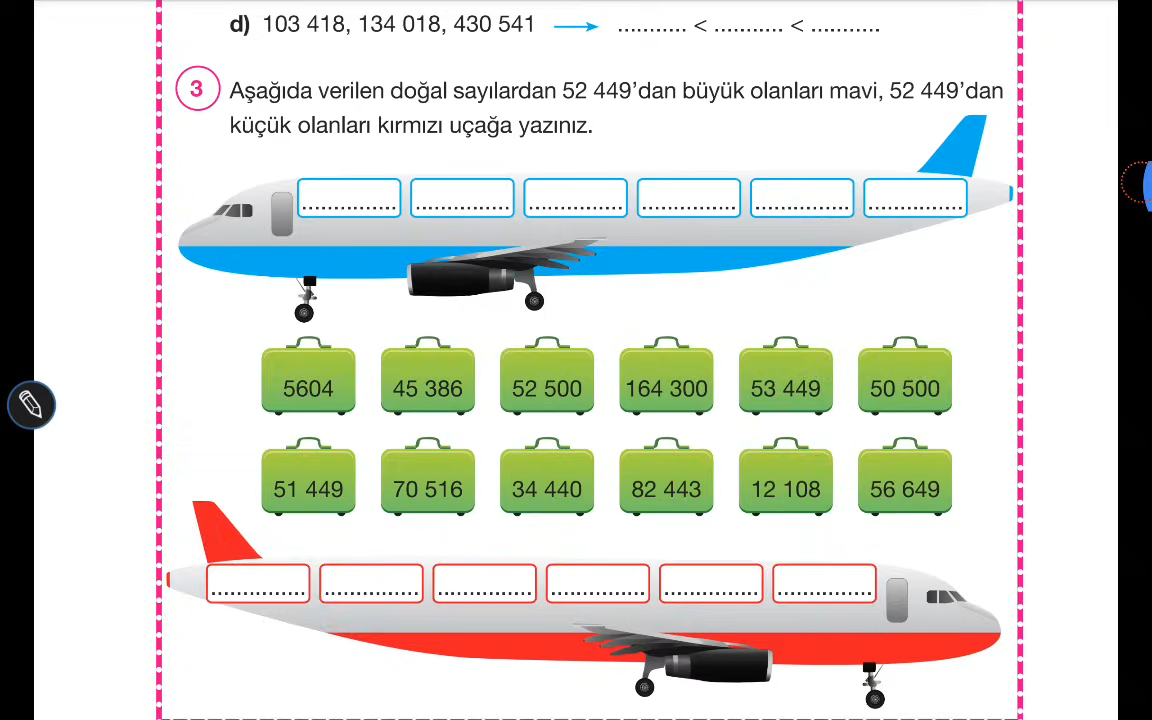 d) 103 418, 134 018, 430 541 → ........... < ........... < ...........
3 Aşağıda verilen doğal sayılardan 52 449’dan büyük olanları mavi, 52 449’dan
küçük olanları kırmızı uçağa yazınız.
5604 45 386 52 500 164 300 53 449 50 500
51 449 70 516 34 440 82 443 12 108 56 649